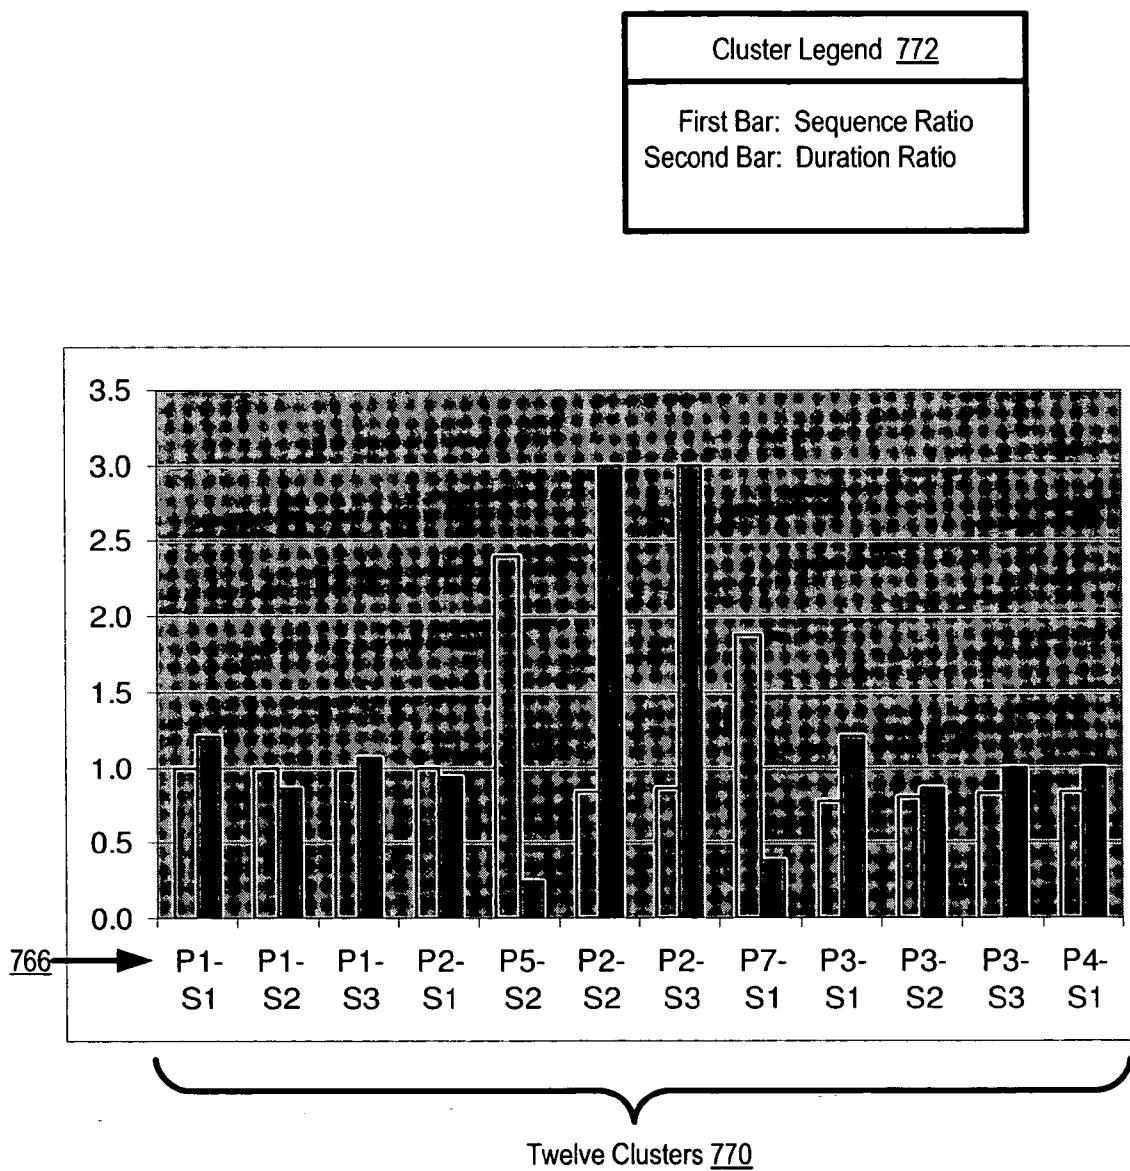 Cluster Legend 772
First Bar: Sequence Ratio
Second Bar: Duration Ratio
3.5
3.0
2.5
2.0
1.5
1.0
0.5
0.0
766
P1- P1- P1- P2- P5- P2- P2- P7- P3- P3- P3- P4-
S1 S2 S3 S1 S2 S2 S3 S1 S1 S2 S3 S1
Twelve Clusters 770